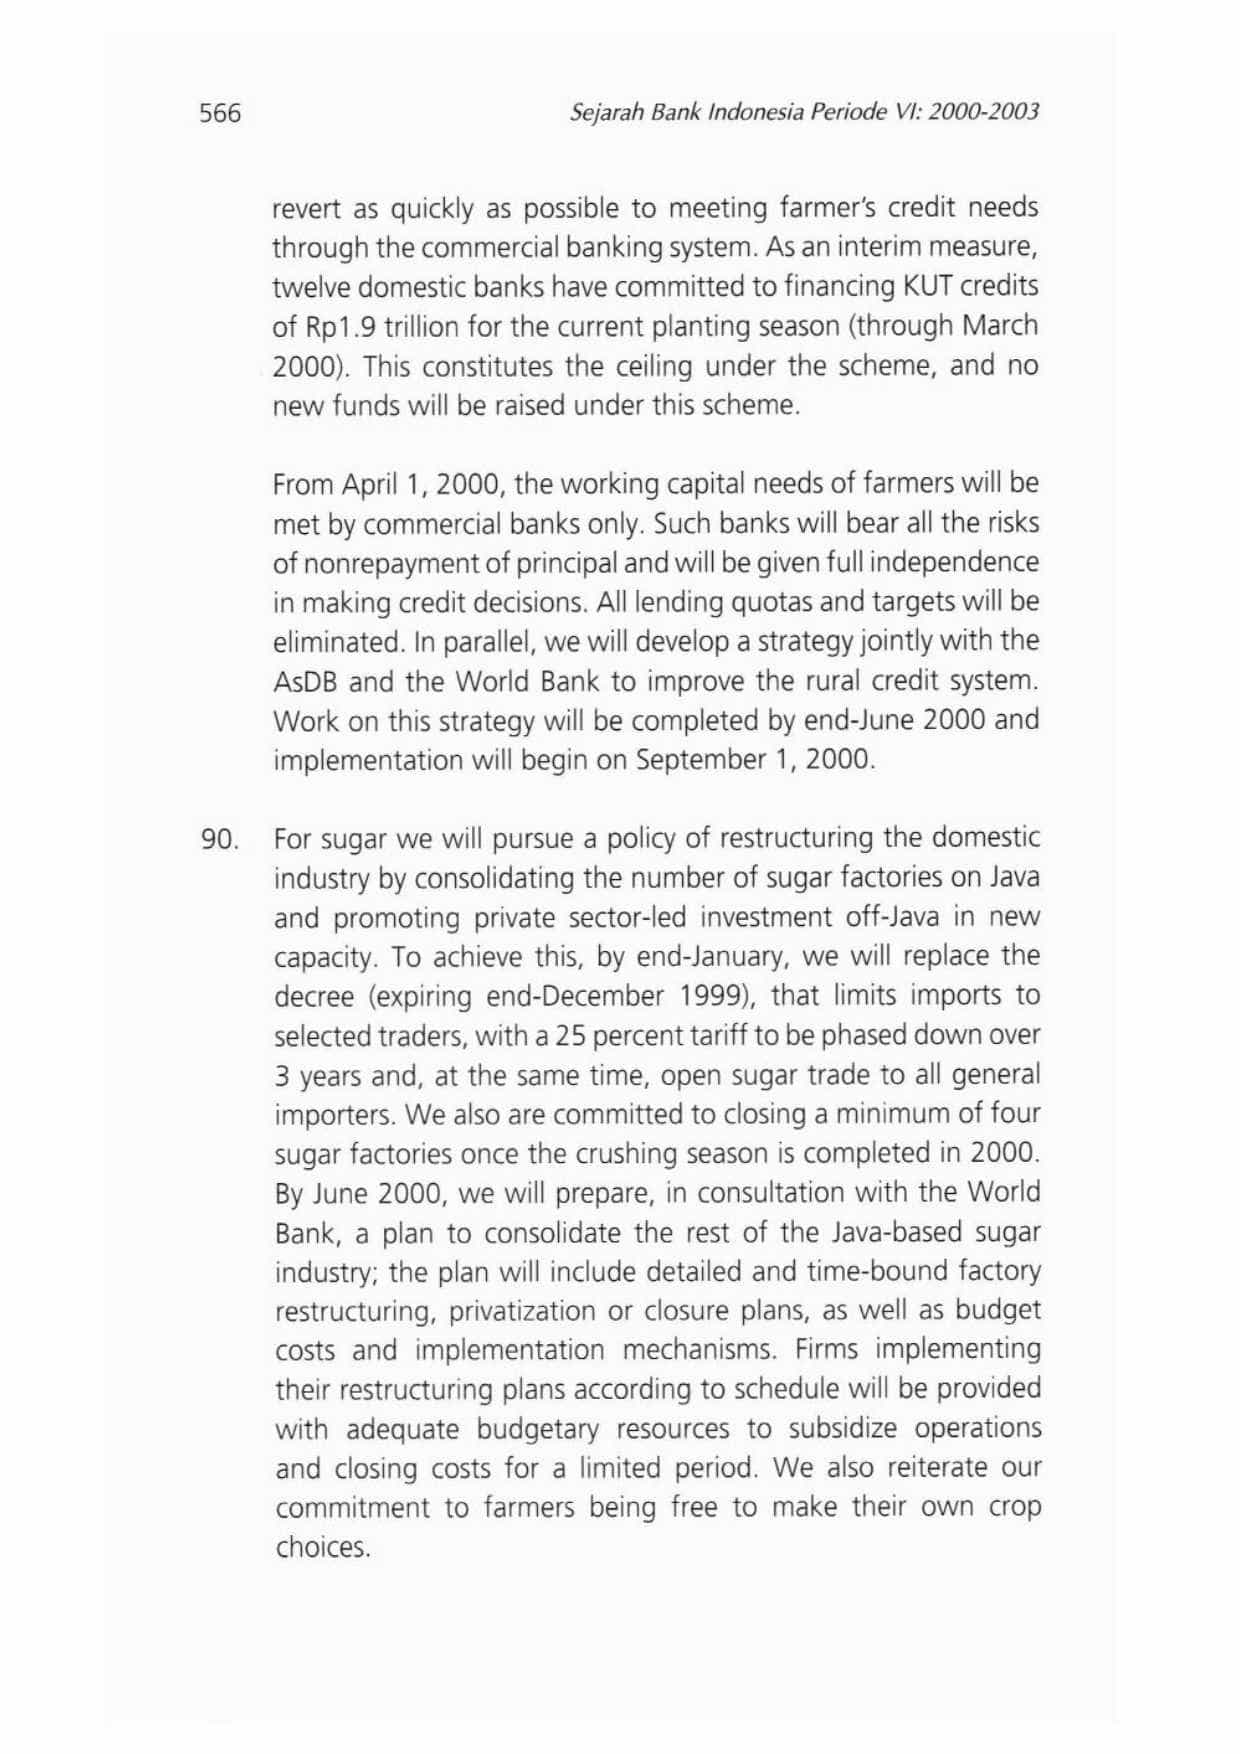 566
Sejarah Bank Indonesia Periode VI: 2000-2003
revert as quickly as possible to meeting farmer's credit needs
through the commercial banking system. As an interim measure,
twelve domestic banks have committed to financing KUT credits
of Rp1.9 trillion for the current planting season (through March
2000). This constitutes the ceiling under the scheme, and no
new funds will be raised under this scheme.
From April 1, 2000, the working capital needs of farmers will be
met by commercial banks only. Such banks will bear all the risks
of nonrepayment of principal and will be given full independence
in making credit decisions. All lending quotas and targets will be
eliminated. In parallel, we will develop a strategy jointly with the
AsDB and the World Bank to improve the rural credit system.
Work on this strategy will be completed by end-June 2000 and
implementation will begin on September 1, 2000.
90. For sugar we will pursue a policy of restructuring the domestic
industry by consolidating the number of sugar factories on Java
and promoting private sector-led investment off-Java in new
capacity. To achieve this, by end-January, we will replace the
decree (expiring end-December 1999), that limits imports to
selected traders, with a 25 percent tariff to be phased down over
3 years and, at the same time, open sugar trade to all general
importers. We also are committed to closing a minimum of four
sugar factories once the crushing season is completed in 2000.
By June 2000, we will prepare, in consultation with the World
Bank, a plan to consolidate the rest of the Java-based sugar
industry; the plan will include detailed and time-bound factory
restructuring, privatization or closure plans, as well as budget
costs and implementation mechanisms. Firms implementing
their restructuring plans according to schedule will be provided
with adequate budgetary resources to subsidize operations
and closing costs for a limited period. We also reiterate our
commitment to farmers being free to make their own crop
choices.